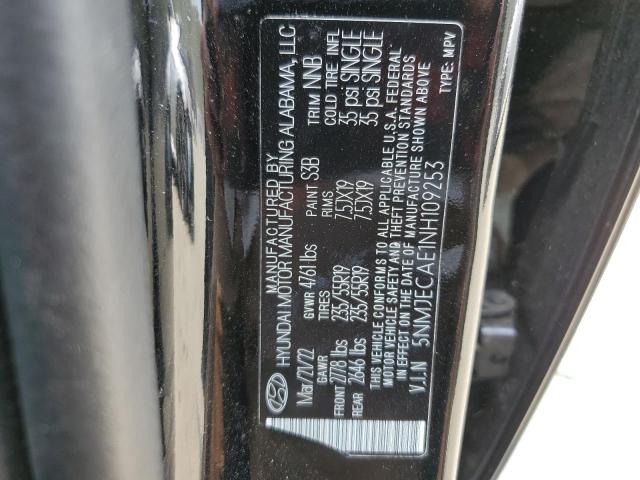 MANUFACTURED BY
HYUNDAI MOTOR MANUFACTURING ALABAMA, LLC
Mar/21/22 GVWR 4761 lbs PAINT S3B TRIM NNB
GAWR TIRES RIMS COLD TIRE INFL
FRONT 2778 lbs 235/55R19 7.5JX19 35 psi SINGLE
REAR 2646 lbs 235/55R19 7.5JX19 35 psi SINGLE
THIS VEHICLE CONFORMS TO ALL APPLICABLE U.S.A. FEDERAL
MOTOR VEHICLE SAFETY AND THEFT PREVENTION STANDARDS
IN EFFECT ON THE DATE OF MANUFACTURE SHOWN ABOVE
V.I.N 5NMJECAE1NH109253 TYPE: MPV